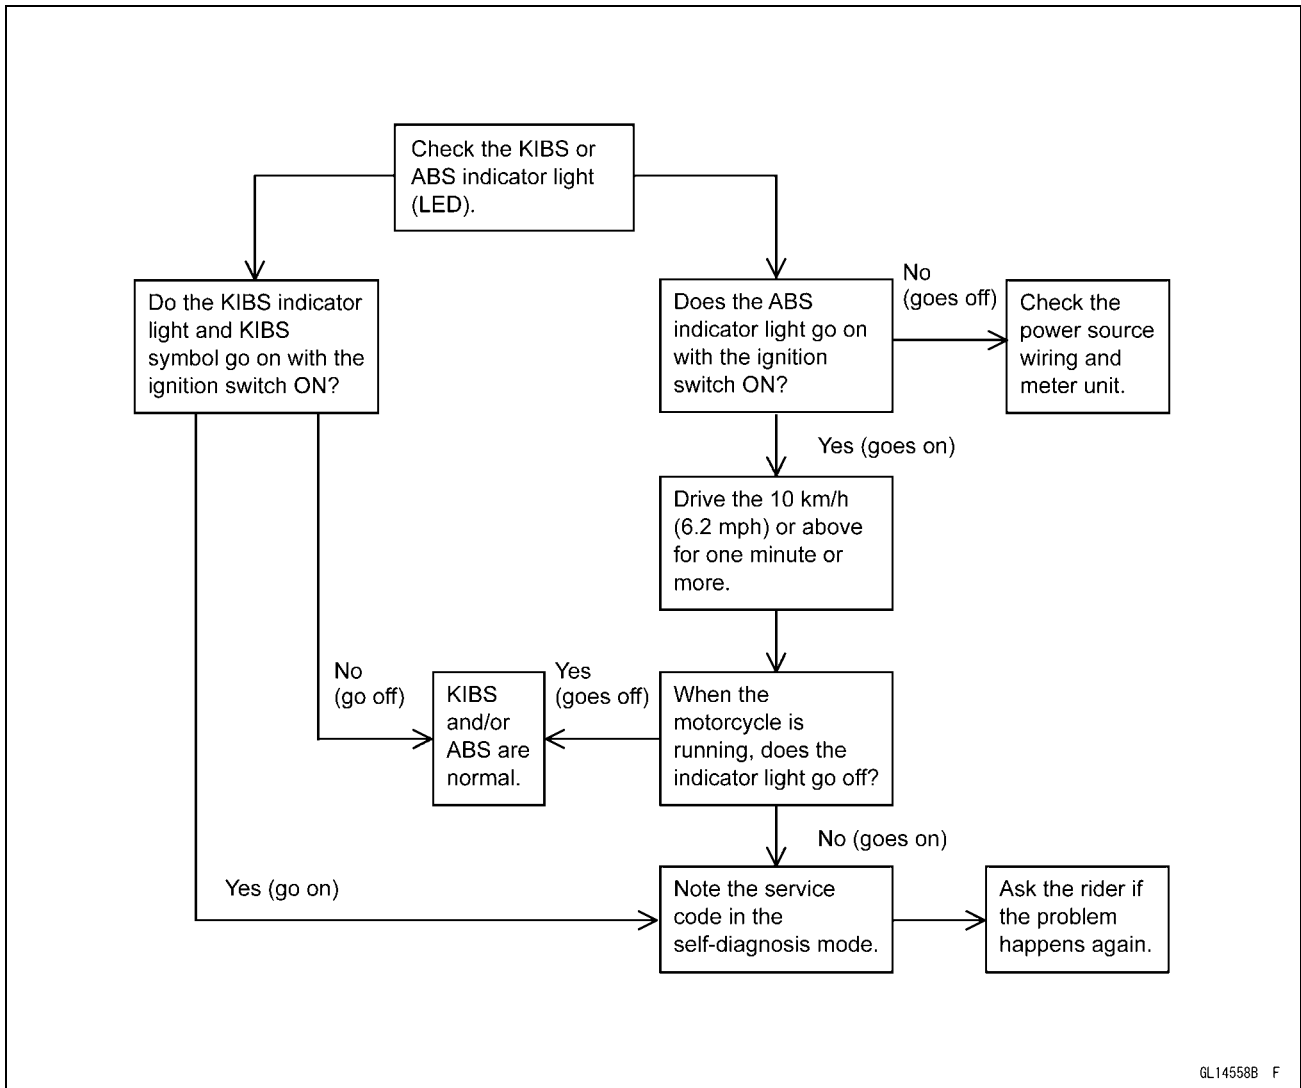 Check the KIBS or
ABS indicator light
(LED).
Do the KIBS indicator
light and KIBS
symbol go on with the
ignition switch ON?
Does the ABS
indicator light go on
with the ignition
switch ON?
No
(goes off)
Check the
power source
wiring and
meter unit.
Yes (goes on)
Drive the 10 km/h
(6.2 mph) or above
for one minute or
more.
No
(go off)
KIBS
and/or
ABS are
normal.
Yes
(goes off)
When the
motorcycle is
running, does the
indicator light go off?
No (goes on)
Yes (go on)
Note the service
code in the
self-diagnosis mode.
Ask the rider if
the problem
happens again.
GL14558B F